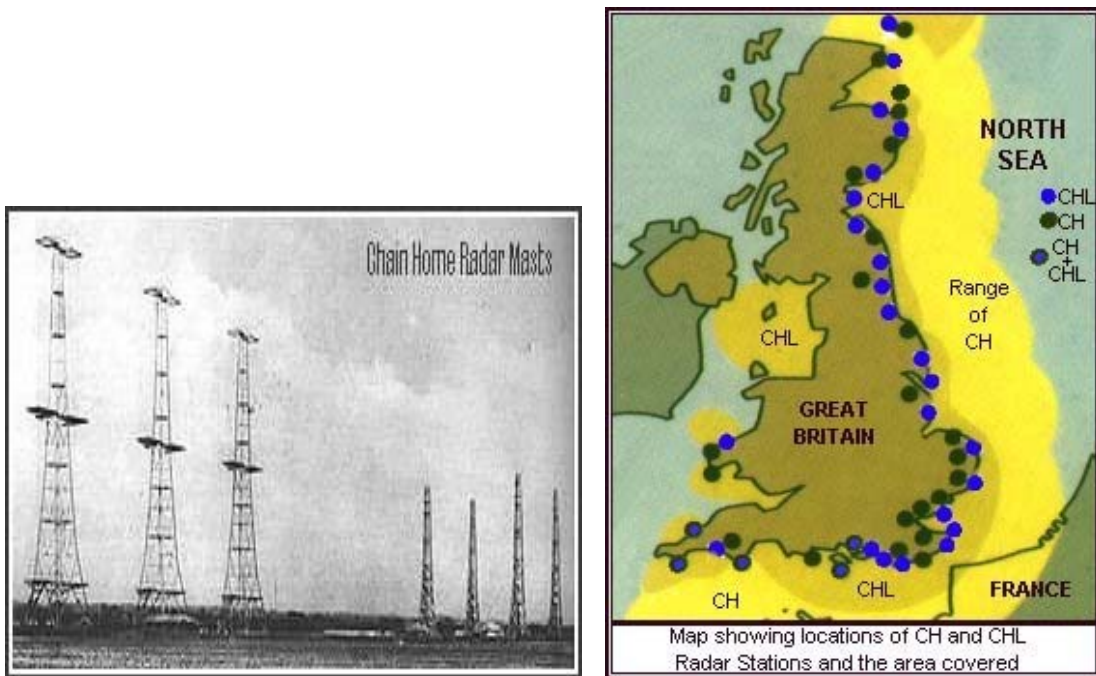 Chain Home Radar Masts
NORTH
SEA
CHL
CH
CH
+
CHL
CHL
Range
of
CH
CHL
GREAT
BRITAIN
FRANCE
CH
CHL
Map showing locations of CH and CHL
Radar Stations and the area covered